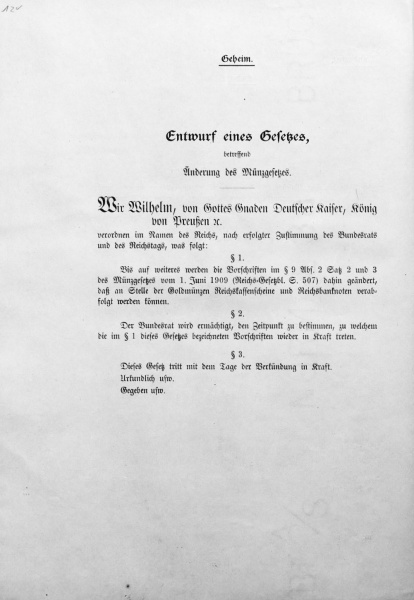 Geheim.
Entwurf eines Gesetzes,
betreffend
Änderung des Münzgesetzes.
Wir Wilhelm, von Gottes Gnaden Deutscher Kaiser, König
von Preußen ꝛc.
verordnen im Namen des Reichs, nach erfolgter Zustimmung des Bundesrats
und des Reichstags, was folgt:
§ 1.
Bis auf weiteres werden die Vorschriften im § 9 Abs. 2 Satz 2 und 3
des Münzgesetzes vom 1. Juni 1909 (Reichs-Gesetzbl. S. 507) dahin geändert,
daß an Stelle der Goldmünzen Reichskassenscheine und Reichsbanknoten verab-
folgt werden können.
§ 2.
Der Bundesrat wird ermächtigt, den Zeitpunkt zu bestimmen, zu welchem
die im § 1 dieses Gesetzes bezeichneten Vorschriften wieder in Kraft treten.
§ 3.
Dieses Gesetz tritt mit dem Tage der Verkündung in Kraft.
Urkundlich usw.
Gegeben usw.